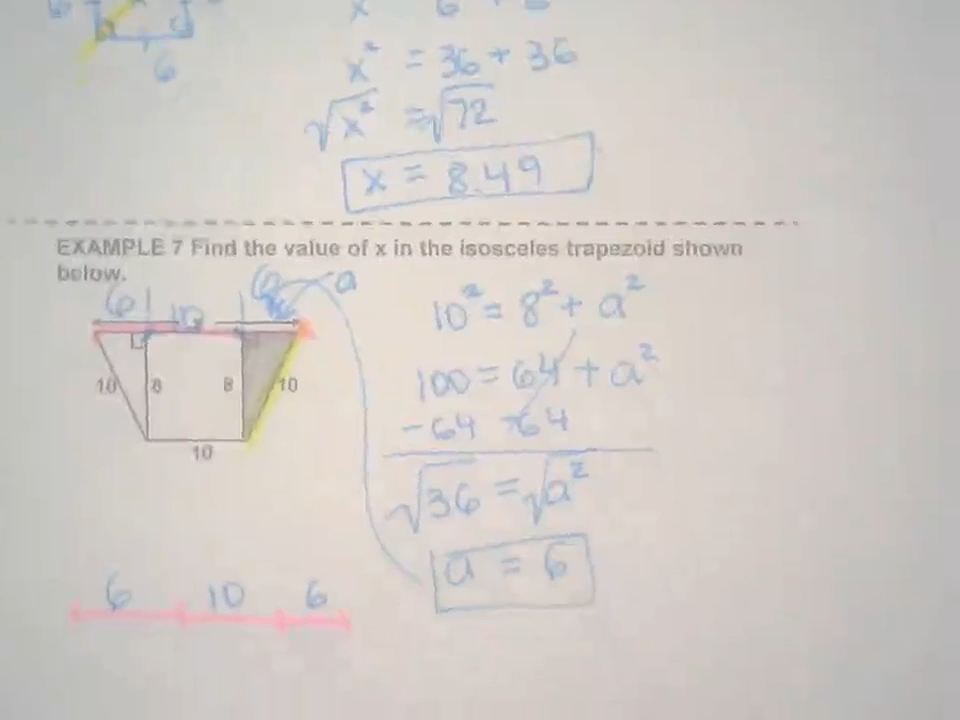 6
x² = 36 + 36
√x² = √72
x = 8.49
EXAMPLE 7 Find the value of x in the isosceles trapezoid shown
below.
6 10 6 a
10 8 8 10
10
10² = 8² + a²
100 = 64 + a²
-64 -64
√36 = √a²
a = 6
6 10 6